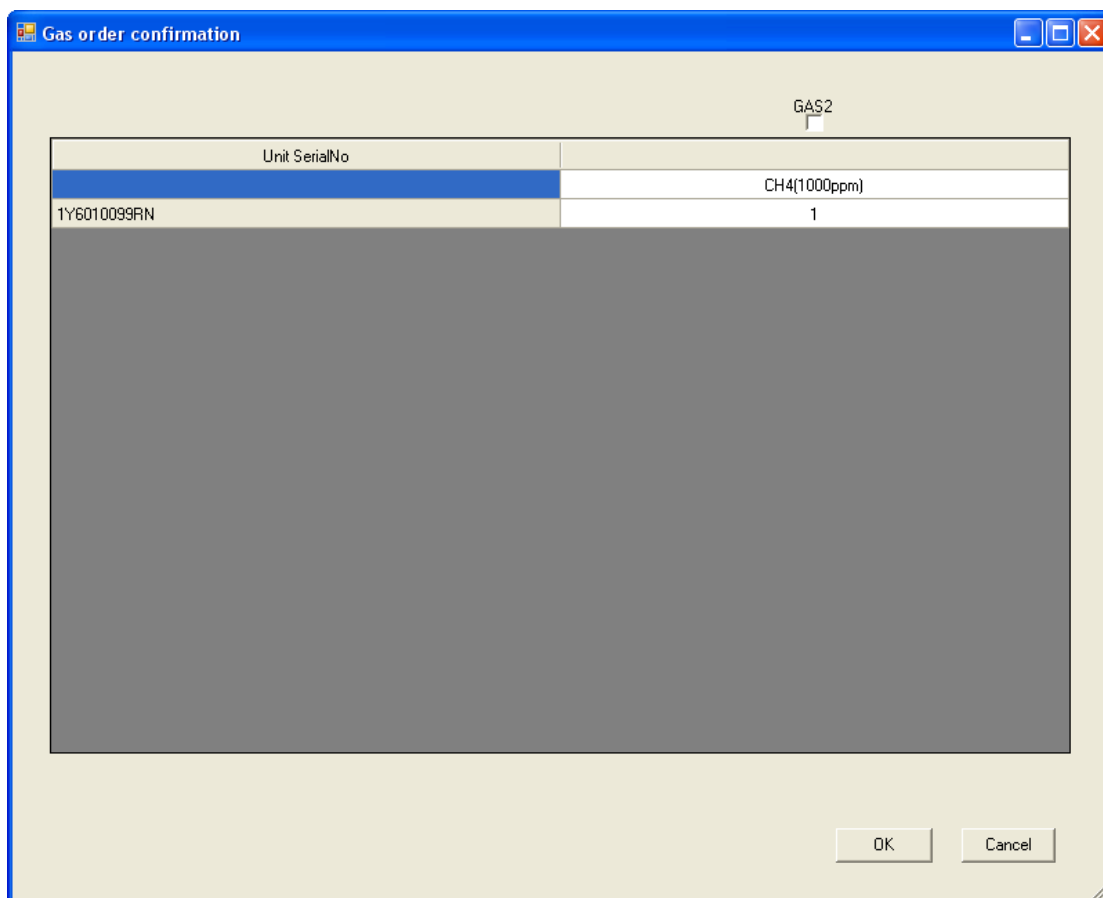 Gas order confirmation
GAS2
Unit SerialNo
CH4(1000ppm)
1Y6010099RN 1
OK Cancel